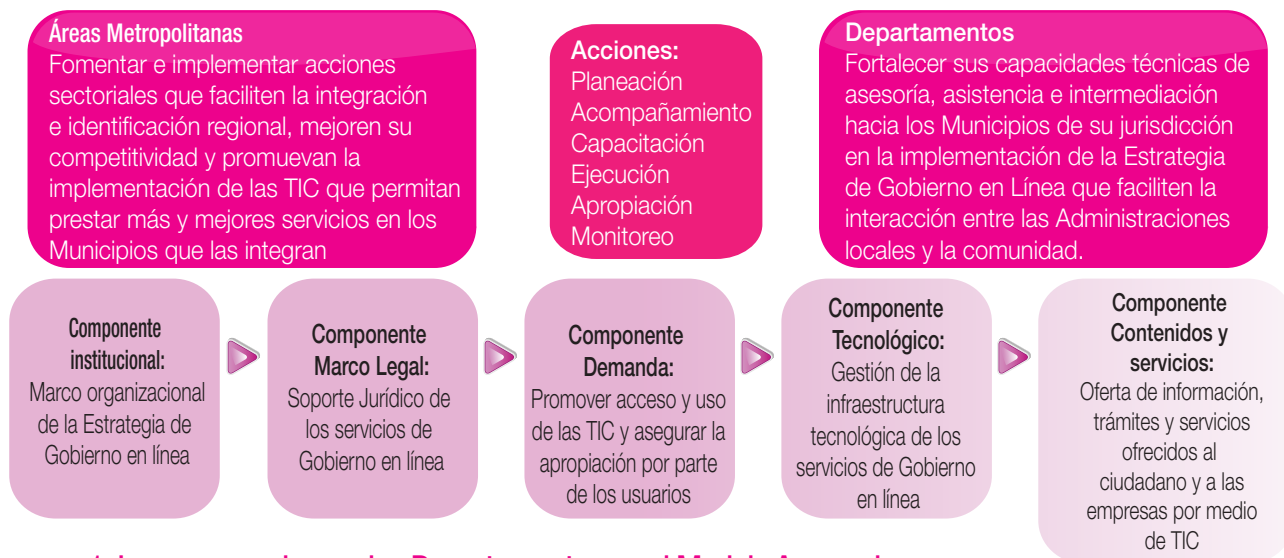 Áreas Metropolitanas
Fomentar e implementar acciones
sectoriales que faciliten la integración
e identificación regional, mejoren su
competitividad y promuevan la
implementación de las TIC que permitan
prestar más y mejores servicios en los
Municipios que las integran
Acciones:
Planeación
Acompañamiento
Capacitación
Ejecución
Apropiación
Monitoreo
Departamentos
Fortalecer sus capacidades técnicas de
asesoría, asistencia e intermediación
hacia los Municipios de su jurisdicción
en la implementación de la Estrategia
de Gobierno en Línea que faciliten la
interacción entre las Administraciones
locales y la comunidad.
Componente
institucional:
Marco organizacional
de la Estrategia de
Gobierno en línea
Componente
Marco Legal:
Soporte Jurídico de
los servicios de
Gobierno en línea
Componente
Demanda:
Promover acceso y uso
de las TIC y asegurar la
apropiación por parte
de los usuarios
Componente
Tecnológico:
Gestión de la
infraestructura
tecnológica de los
servicios de Gobierno
en línea
Componente
Contenidos y
servicios:
Oferta de información,
trámites y servicios
ofrecidos al
ciudadano y a las
empresas por medio
de TIC